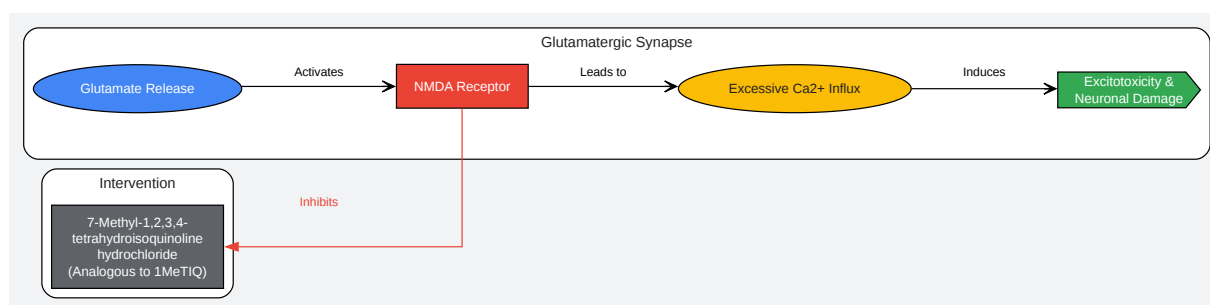 Glutamatergic Synapse
Glutamate Release
Activates
NMDA Receptor
Leads to
Excessive Ca2+ Influx
Induces
Excitotoxicity &
Neuronal Damage
Intervention
7-Methyl-1,2,3,4-
tetrahydroisoquinoline
hydrochloride
(Analogous to 1MeTIQ)
Inhibits